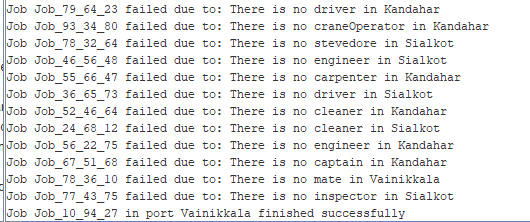 Job Job_79_64_23 failed due to: There is no driver in Kandahar
Job Job_93_34_80 failed due to: There is no craneOperator in Kandahar
Job Job_78_32_64 failed due to: There is no stevedore in Sialkot
Job Job_46_56_48 failed due to: There is no engineer in Sialkot
Job Job_55_66_47 failed due to: There is no carpenter in Kandahar
Job Job_36_65_73 failed due to: There is no driver in Sialkot
Job Job_52_46_64 failed due to: There is no cleaner in Kandahar
Job Job_24_68_12 failed due to: There is no cleaner in Sialkot
Job Job_56_22_75 failed due to: There is no engineer in Kandahar
Job Job_67_51_68 failed due to: There is no captain in Kandahar
Job Job_78_36_10 failed due to: There is no mate in Vainikkala
Job Job_77_43_75 failed due to: There is no inspector in Sialkot
Job Job_10_94_27 in port Vainikkala finished successfully